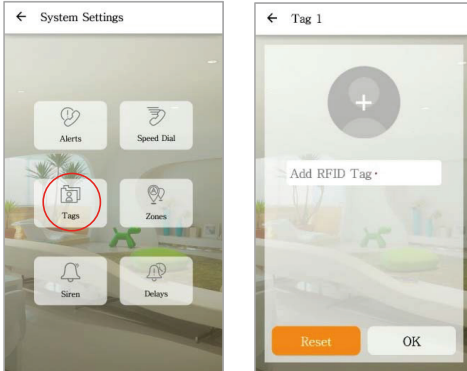 ← System Settings
Alerts
Speed Dial
Tags
Zones
Siren
Delays
← Tag 1
+
Add RFID Tag·
Reset
OK